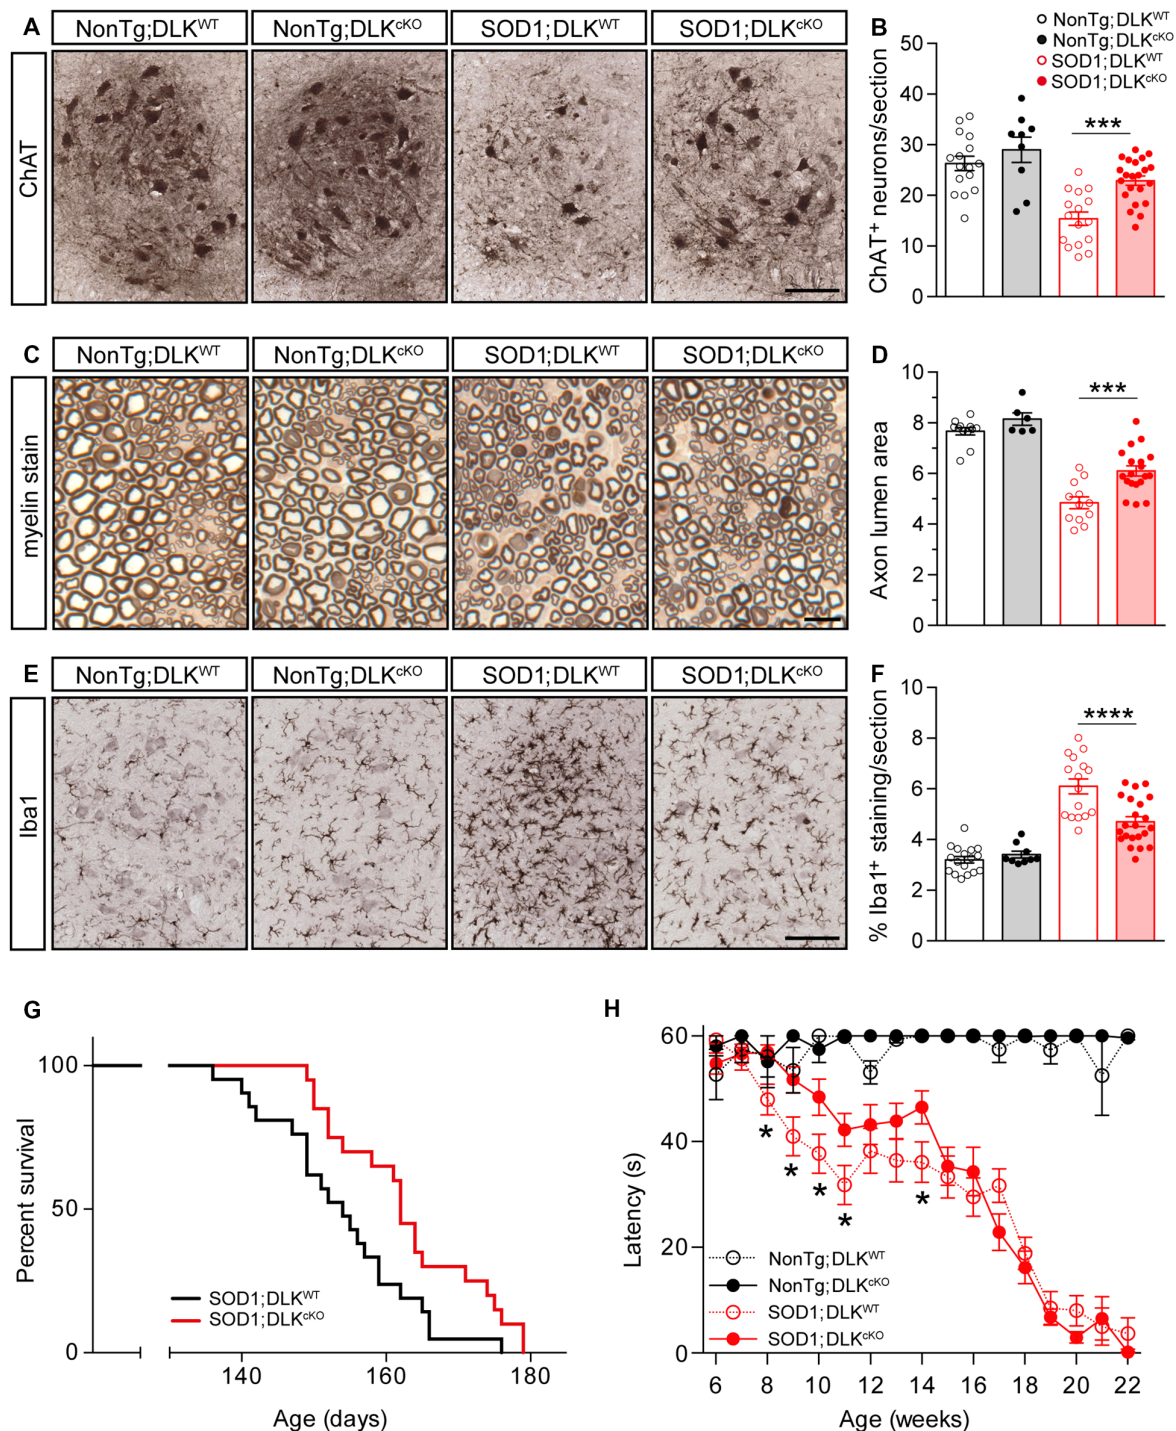 A
NonTg;DLKWT
NonTg;DLKcKO
SOD1;DLKWT
SOD1;DLKcKO
ChAT
B
NonTg;DLKWT
NonTg;DLKcKO
SOD1;DLKWT
SOD1;DLKcKO
ChAT+ neurons/section
50
40
30
20
10
0
***
C
NonTg;DLKWT
NonTg;DLKcKO
SOD1;DLKWT
SOD1;DLKcKO
myelin stain
D
Axon lumen area
10
8
6
4
2
0
***
E
NonTg;DLKWT
NonTg;DLKcKO
SOD1;DLKWT
SOD1;DLKcKO
Iba1
F
% Iba1+ staining/section
10
8
6
4
2
0
****
G
Percent survival
100
50
0
SOD1;DLKWT
SOD1;DLKcKO
140 160 180
Age (days)
H
Latency (s)
60
40
20
0
* * * * *
NonTg;DLKWT
NonTg;DLKcKO
SOD1;DLKWT
SOD1;DLKcKO
6 8 10 12 14 16 18 20 22
Age (weeks)